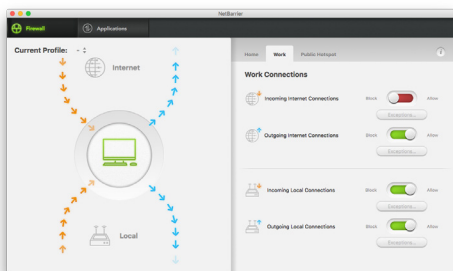 NetBarrier
Firewall
Applications
Current Profile: -
Internet
Local
Home
Work
Public Hotspot
Work Connections
Incoming Internet Connections
Block
Allow
Exceptions...
Outgoing Internet Connections
Block
Allow
Exceptions...
Incoming Local Connections
Block
Allow
Exceptions...
Outgoing Local Connections
Block
Allow
Exceptions...